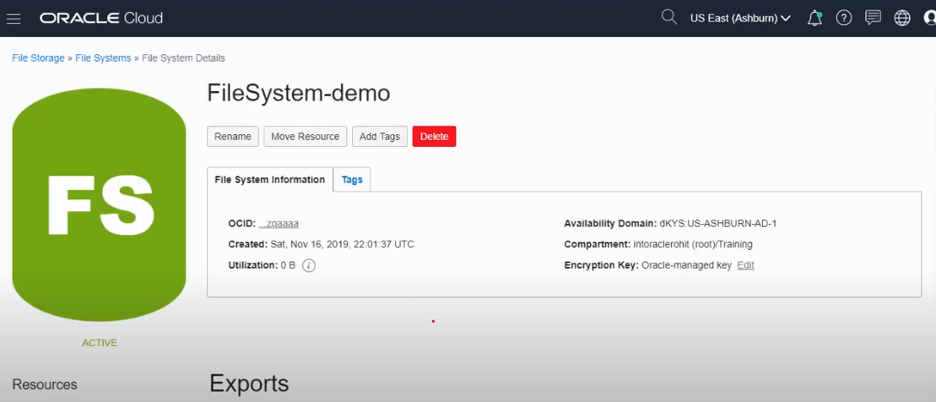 ORACLE Cloud
US East (Ashburn)
File Storage » File Systems » File System Details
FS
ACTIVE
Resources
FileSystem-demo
Rename Move Resource Add Tags Delete
File System Information Tags
OCID: ...zqaaaa
Created: Sat, Nov 16, 2019, 22:01:37 UTC
Utilization: 0 B i
Availability Domain: dKYS:US-ASHBURN-AD-1
Compartment: intoraclerohit (root)/Training
Encryption Key: Oracle-managed key Edit
Exports